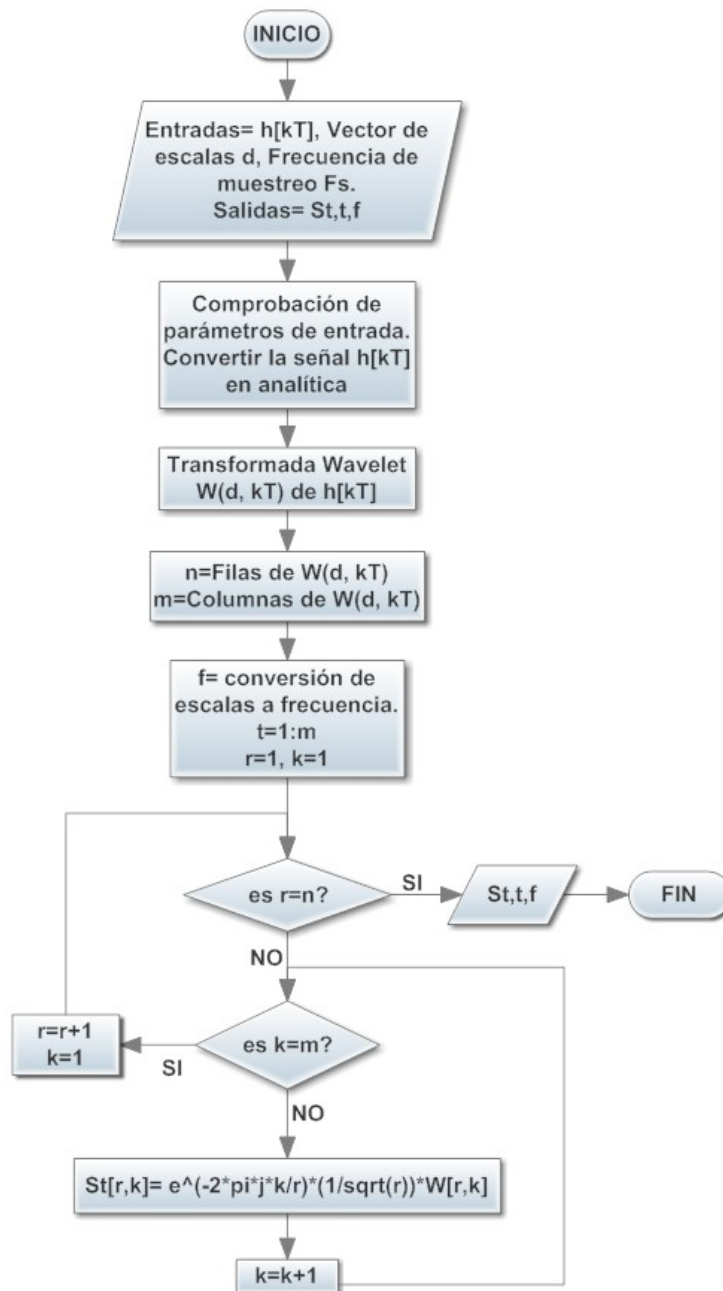 INICIO
Entradas= h[kT], Vector de
escalas d, Frecuencia de
muestreo Fs.
Salidas= St,t,f
Comprobación de
parámetros de entrada.
Convertir la señal h[kT]
en analítica
Transformada Wavelet
W(d, kT) de h[kT]
n=Filas de W(d, kT)
m=Columnas de W(d, kT)
f= conversión de
escalas a frecuencia.
t=1:m
r=1, k=1
es r=n?
SI
St,t,f
FIN
NO
es k=m?
SI
r=r+1
k=1
NO
St[r,k]= e^(-2*pi*j*k/r)*(1/sqrt(r))*W[r,k]
k=k+1